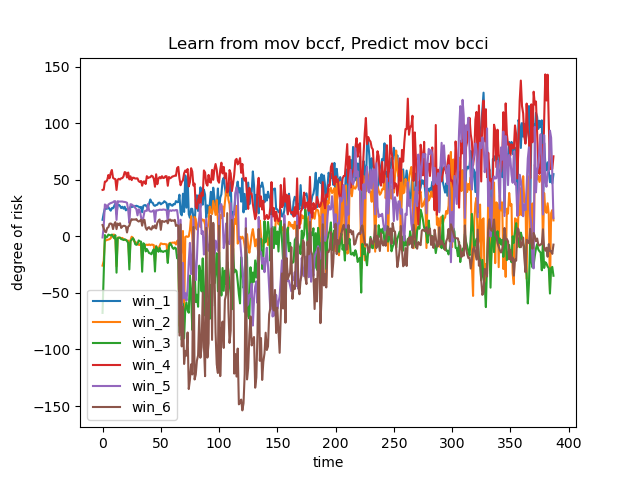 Learn from mov bccf, Predict mov bcci
degree of risk
150
100
50
0
−50
−100
−150
win_1
win_2
win_3
win_4
win_5
win_6
0 50 100 150 200 250 300 350 400
time